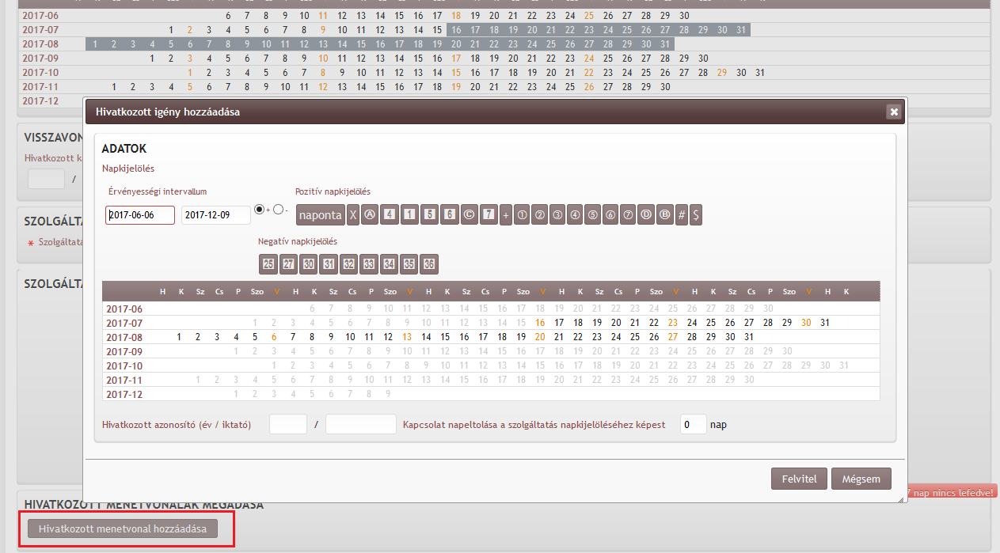 2017-06 6 7 8 9 10 11 12 13 14 15 16 17 18 19 20 21 22 23 24 25 26 27 28 29 30
2017-07 1 2 3 4 5 6 7 8 9 10 11 12 13 14 15 16 17 18 19 20 21 22 23 24 25 26 27 28 29 30 31
2017-08 1 2 3 4 5 6 7 8 9 10 11 12 13 14 15 16 17 18 19 20 21 22 23 24 25 26 27 28 29 30 31
2017-09 1 2 3 4 5 6 7 8 9 10 11 12 13 14 15 16 17 18 19 20 21 22 23 24 25 26 27 28 29 30
2017-10 1 2 3 4 5 6 7 8 9 10 11 12 13 14 15 16 17 18 19 20 21 22 23 24 25 26 27 28 29 30 31
2017-11 1 2 3 4 5 6 7 8 9 10 11 12 13 14 15 16 17 18 19 20 21 22 23 24 25 26 27 28 29 30
2017-12
VISSZAVON
Hivatkozott k
/
SZOLGÁLTA
* Szolgáltatá
SZOLGÁLTA
Hivatkozott igény hozzáadása
ADATOK
Napkijelölés
Érvényességi intervallum Pozitív napkijelölés
2017-06-06 2017-12-09 + - naponta X Ⓐ 4 1 5 6 Ⓒ 7 + ① ② ③ ④ ⑤ ⑥ ⑦ Ⓓ Ⓑ # $
Negatív napkijelölés
25 27 30 31 32 33 34 35 36
H K Sz Cs P Szo V H K Sz Cs P Szo V H K Sz Cs P Szo V H K Sz Cs P Szo V H K Sz Cs P Szo V H K
2017-06 6 7 8 9 10 11 12 13 14 15 16 17 18 19 20 21 22 23 24 25 26 27 28 29 30
2017-07 1 2 3 4 5 6 7 8 9 10 11 12 13 14 15 16 17 18 19 20 21 22 23 24 25 26 27 28 29 30 31
2017-08 1 2 3 4 5 6 7 8 9 10 11 12 13 14 15 16 17 18 19 20 21 22 23 24 25 26 27 28 29 30 31
2017-09 1 2 3 4 5 6 7 8 9 10 11 12 13 14 15 16 17 18 19 20 21 22 23 24 25 26 27 28 29 30
2017-10 1 2 3 4 5 6 7 8 9 10 11 12 13 14 15 16 17 18 19 20 21 22 23 24 25 26 27 28 29 30 31
2017-11 1 2 3 4 5 6 7 8 9 10 11 12 13 14 15 16 17 18 19 20 21 22 23 24 25 26 27 28 29 30
2017-12 1 2 3 4 5 6 7 8 9
Hivatkozott azonosító (év / iktató) / Kapcsolat napeltolása a szolgáltatás napkijelöléséhez képest 0 nap
Felvitel Mégsem
7 nap nincs lefedve!
HIVATKOZOTT MENETVONALAK MEGADÁSA
Hivatkozott menetvonal hozzáadása